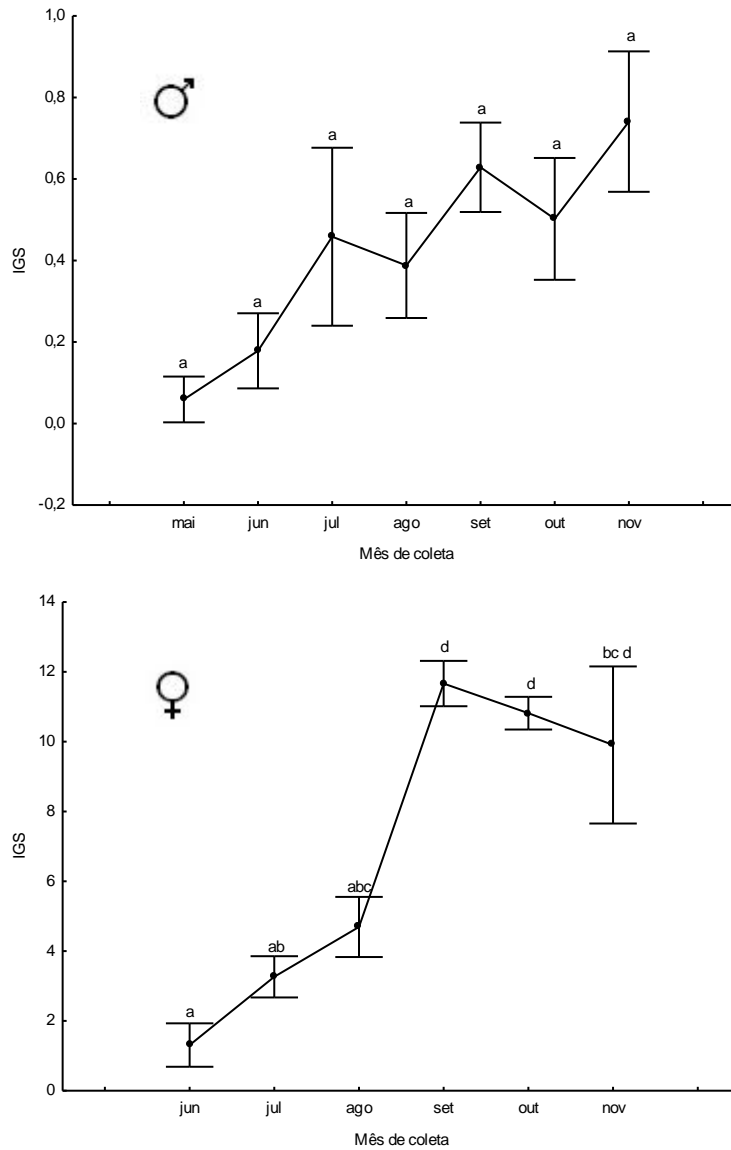 1,0
0,8
0,6
0,4
0,2
0,0
-0,2
IGS
a
a
a
a
a
a
a
mai jun jul ago set out nov
Mês de coleta
14
12
10
8
6
4
2
0
IGS
a
ab
abc
d
d
bc d
jun jul ago set out nov
Mês de coleta